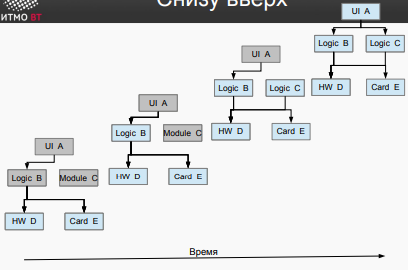 Снизу вверх
ИТМО ВТ
UI A
Logic B Logic C
HW D Card E
UI A
Logic B Logic C
HW D Card E
UI A
Logic B Module C
HW D Card E
UI A
Logic B Module C
HW D Card E
Время